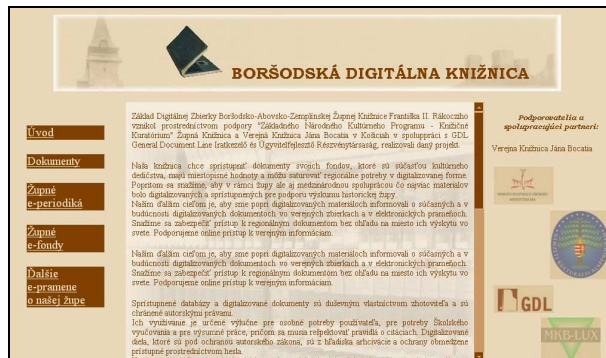 BORŠODSKÁ DIGITÁLNA KNIŽNICA
Úvod
Dokumenty
Župné
e-periodiká
Župné
e-fondy
Ďalšie
e-pramene
o našej župe
Základ Digitálnej Zbierky Boršodsko-Abovsko-Zemplínskej Župnej Knižnice Františka II. Rákocziho
vznikol prostredníctvom podpory "Základného Národného Kultúrneho Programu - Knižičné
Kuratórium" Župná Knižnica a Verejná Knižnica Jána Bocatia v Košiciah v spolupráci s GDL
General Document Line Iratkezelő és Ügyvitelfejlesztő Részvénytársaság, realizovali daný projekt.
Naša knižnca chce sprístupniť dokumenty svojich fondov, ktoré sú súčasťou kultúrneho
dedičstva, majú miestopisné hodnoty a môžu saturovať regionálne potreby v digitalizovanej forme.
Popritom sa snažíme, aby v rámci župy ale aj medzinárodnou spoluprácou čo najviac materiálov
bolo digitalizovaných a sprístupnených pre podporu výskumu historickej župy.
Našim ďalším cieľom je, aby sme popri digitalizovaných materiáloch informovali o súčasných a v
budúcnosti digitalizovaných dokumentoch vo verejných zbierkach a v elektronických prameňoch.
Snažíme sa zabezpečiť prístup k regionálnym dokumentom bez ohľadu na miesto ich výskytu vo
svete. Podporujeme online prístup k verejným informáciam.
Našim ďalším cieľom je, aby sme popri digitalizovaných materiáloch informovali o súčasných a v
budúcnosti digitalizovaných dokumentoch vo verejných zbierkach a v elektronických prameňoch.
Snažíme sa zabezpečiť prístup k regionálnym dokumentom bez ohľadu na miesto ich výskytu vo
svete. Podporujeme online prístup k verejným informáciam.
Sprístupnené databázy a digitalizované dokumenty sú duševným vlastníctvom zhotoviteľa a sú
chránené autorskými právami.
Ich využívanie je určené výlučne pre osobné potreby používateľa, pre potreby Školského
vyučovania a pre výsumné práce, pričom sa musia rešpektovať pravidlá o citáciach. Digitalizované
diela, ktoré sú pod ochranou autorského zákona, sú z hľadiska arhcivácie a ochrany obmedzene
prístupné prostredníctvom hesla.
Podporovatelia a
spolupracujúci partneri:
Verejna Knižnica Jána Bocatia
GDL
MKB-LUX